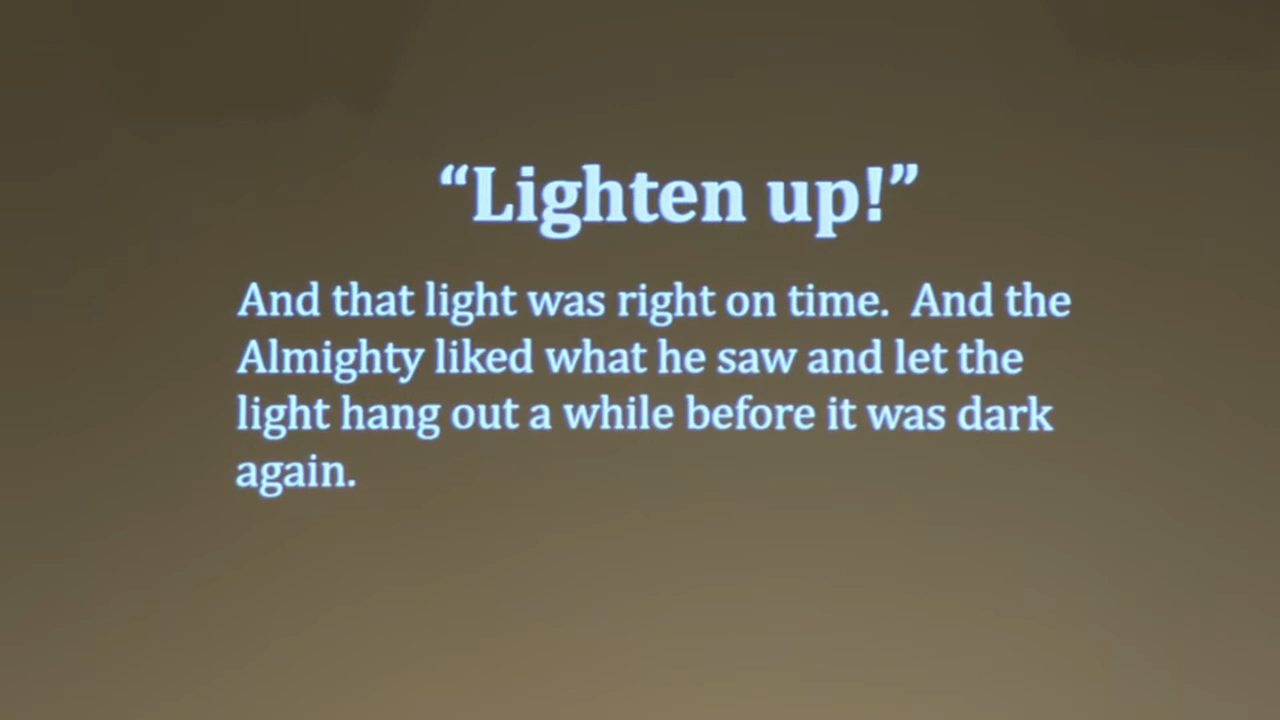 “Lighten up!”
And that light was right on time.  And the
Almighty liked what he saw and let the
light hang out a while before it was dark
again.